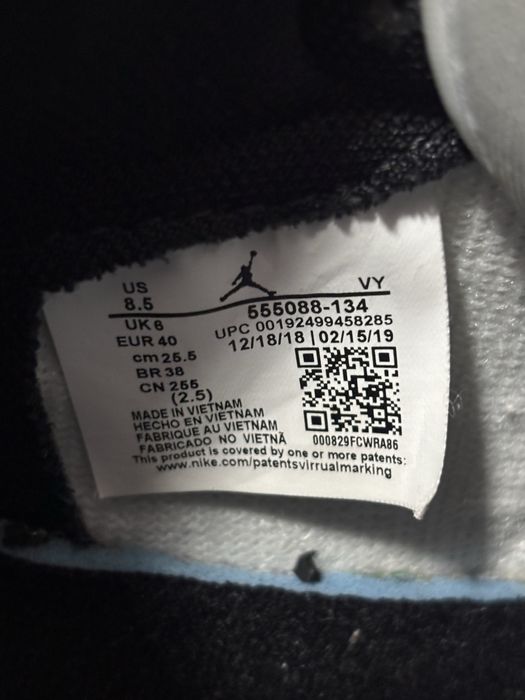 US
8.5
UK 6
EUR 40
cm 25.5
BR 38
CN 255
(2.5)
VY
555088-134
UPC 00192499458285
12/18/18 | 02/15/19
000829FCWRA86
MADE IN VIETNAM
HECHO EN VIETNAM
FABRIQUE AU VIETNAM
FABRICADO NO VIETNÃ
This product is covered by one or more patents:
www.nike.com/patentsvirrualmarking